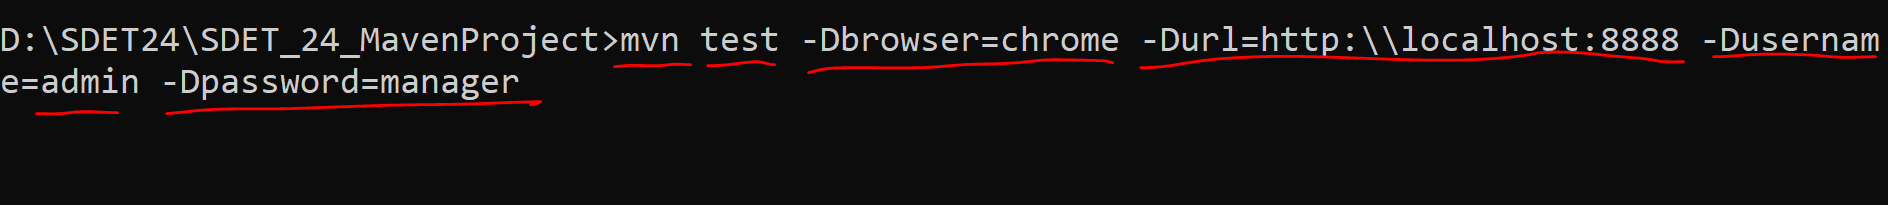 D:\SDET24\SDET_24_MavenProject>mvn test -Dbrowser=chrome -Durl=http:\\localhost:8888 -Dusernam
e=admin -Dpassword=manager